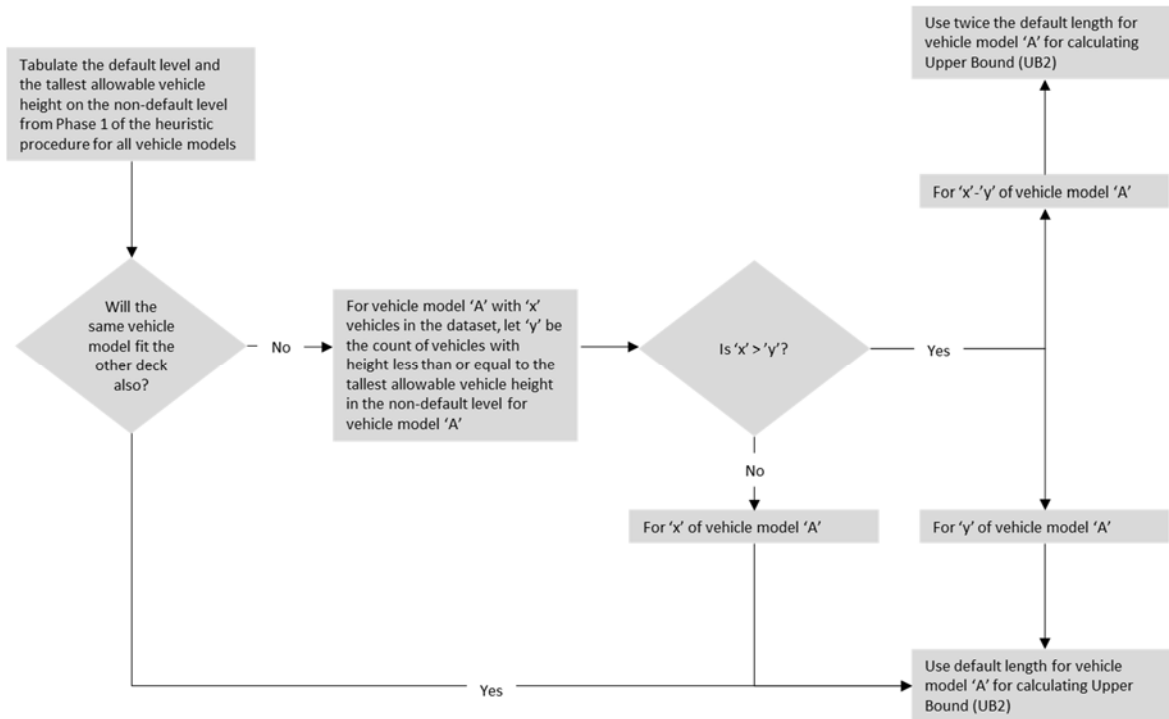 Tabulate the default level and
the tallest allowable vehicle
height on the non-default level
from Phase 1 of the heuristic
procedure for all vehicle models
Will the
same vehicle
model fit the
other deck
also?
No
For vehicle model ‘A’ with ‘x’
vehicles in the dataset, let ‘y’ be
the count of vehicles with
height less than or equal to the
tallest allowable vehicle height
in the non-default level for
vehicle model ‘A’
Is ‘x’ > ‘y’?
Yes
For ‘x’-‘y’ of vehicle model ‘A’
Use twice the default length for
vehicle model ‘A’ for calculating
Upper Bound (UB2)
For ‘y’ of vehicle model ‘A’
No
For ‘x’ of vehicle model ‘A’
Yes
Use default length for vehicle
model ‘A’ for calculating Upper
Bound (UB2)